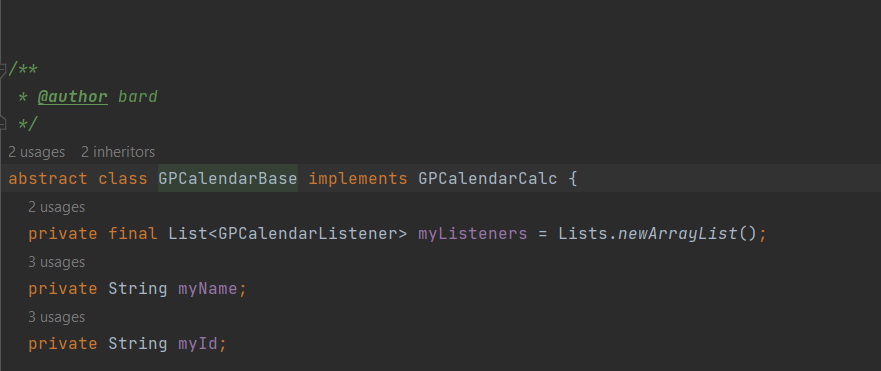 /**
 * @author bard
 */
2 usages   2 inheritors
abstract class GPCalendarBase implements GPCalendarCalc {
2 usages
private final List<GPCalendarListener> myListeners = Lists.newArrayList();
3 usages
private String myName;
3 usages
private String myId;